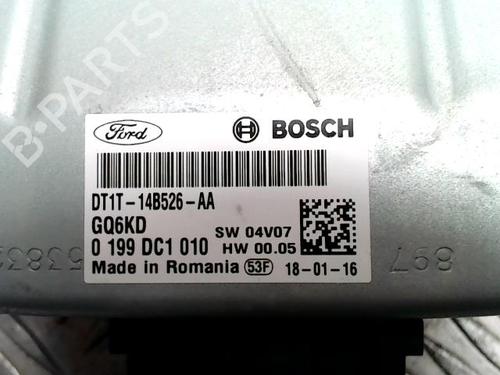 B-PARTS
Ford
BOSCH
DT1T-14B526-AA
GQ6KD
SW 04V07
0 199 DC1 010
HW 00.05
Made in Romania 53F 18-01-16
897